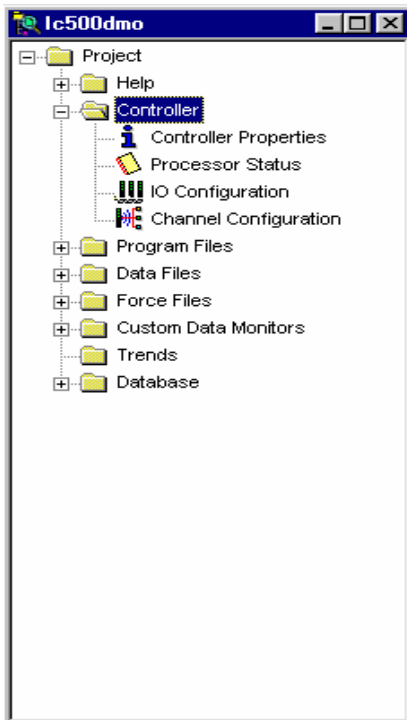 lc500dmo
Project
Help
Controller
Controller Properties
Processor Status
IO Configuration
Channel Configuration
Program Files
Data Files
Force Files
Custom Data Monitors
Trends
Database